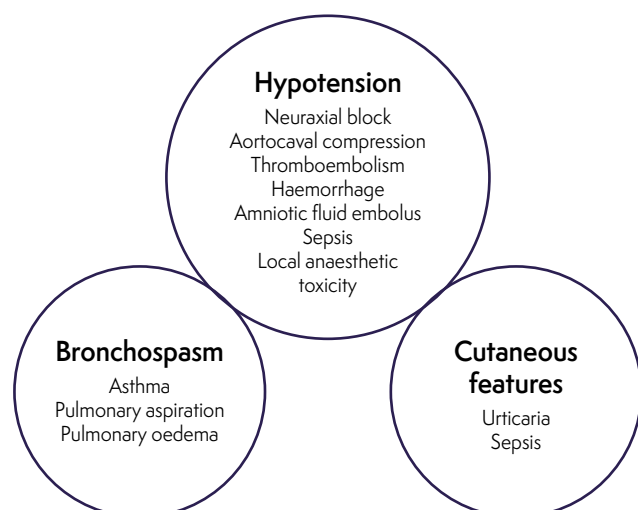 Hypotension
Neuraxial block
Aortocaval compression
Thromboembolism
Haemorrhage
Amniotic fluid embolus
Sepsis
Local anaesthetic
toxicity
Bronchospasm
Asthma
Pulmonary aspiration
Pulmonary oedema
Cutaneous
features
Urticaria
Sepsis